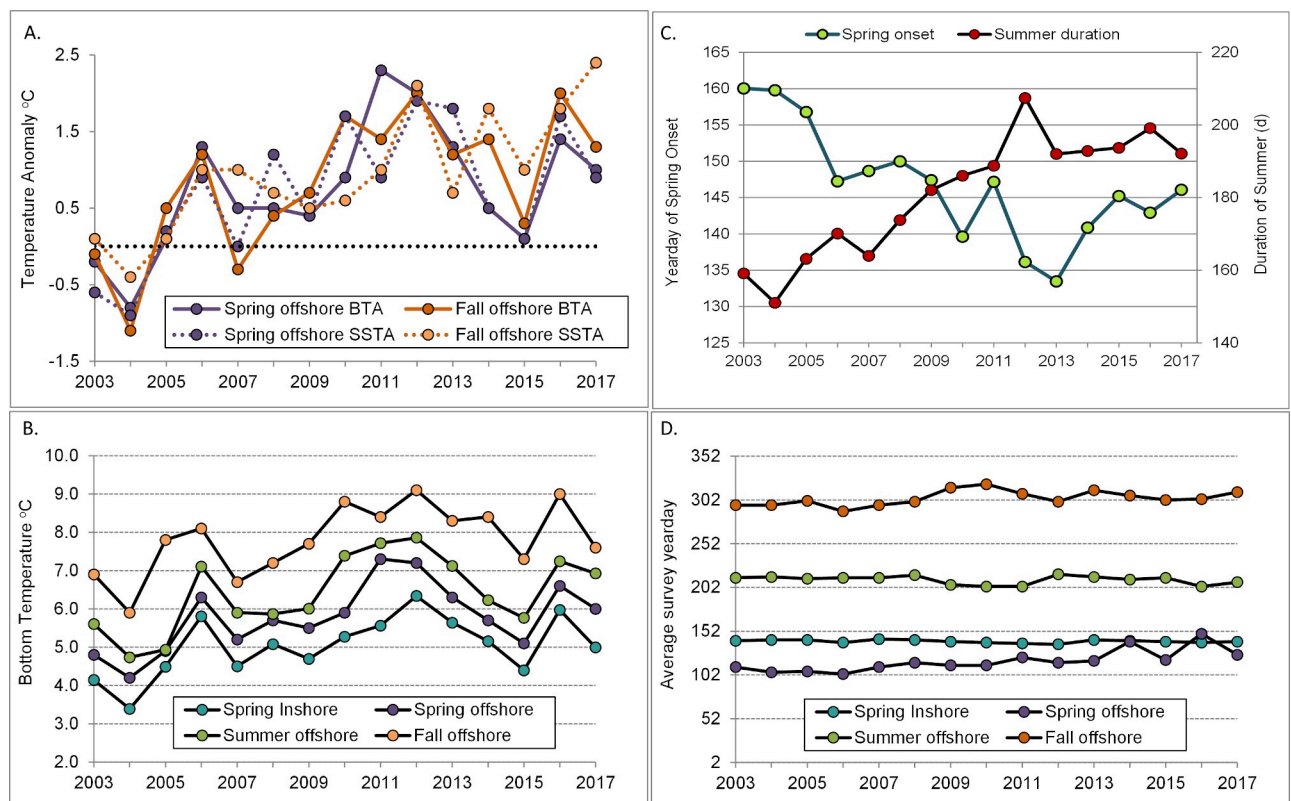 A.
Temperature Anomaly °C
2.5
1.5
0.5
-0.5
-1.5
Spring offshore BTA
Fall offshore BTA
Spring offshore SSTA
Fall offshore SSTA
2003 2005 2007 2009 2011 2013 2015 2017
C.
Spring onset
Summer duration
Yearday of Spring Onset
165
160
155
150
145
140
135
130
125
220
200
180
160
140
Duration of Summer (d)
2003 2005 2007 2009 2011 2013 2015 2017
B.
Bottom Temperature °C
10.0
9.0
8.0
7.0
6.0
5.0
4.0
3.0
2.0
Spring Inshore
Spring offshore
Summer offshore
Fall offshore
2003 2005 2007 2009 2011 2013 2015 2017
D.
Average survey yearday
352
302
252
202
152
102
52
2
Spring Inshore
Spring offshore
Summer offshore
Fall offshore
2003 2005 2007 2009 2011 2013 2015 2017